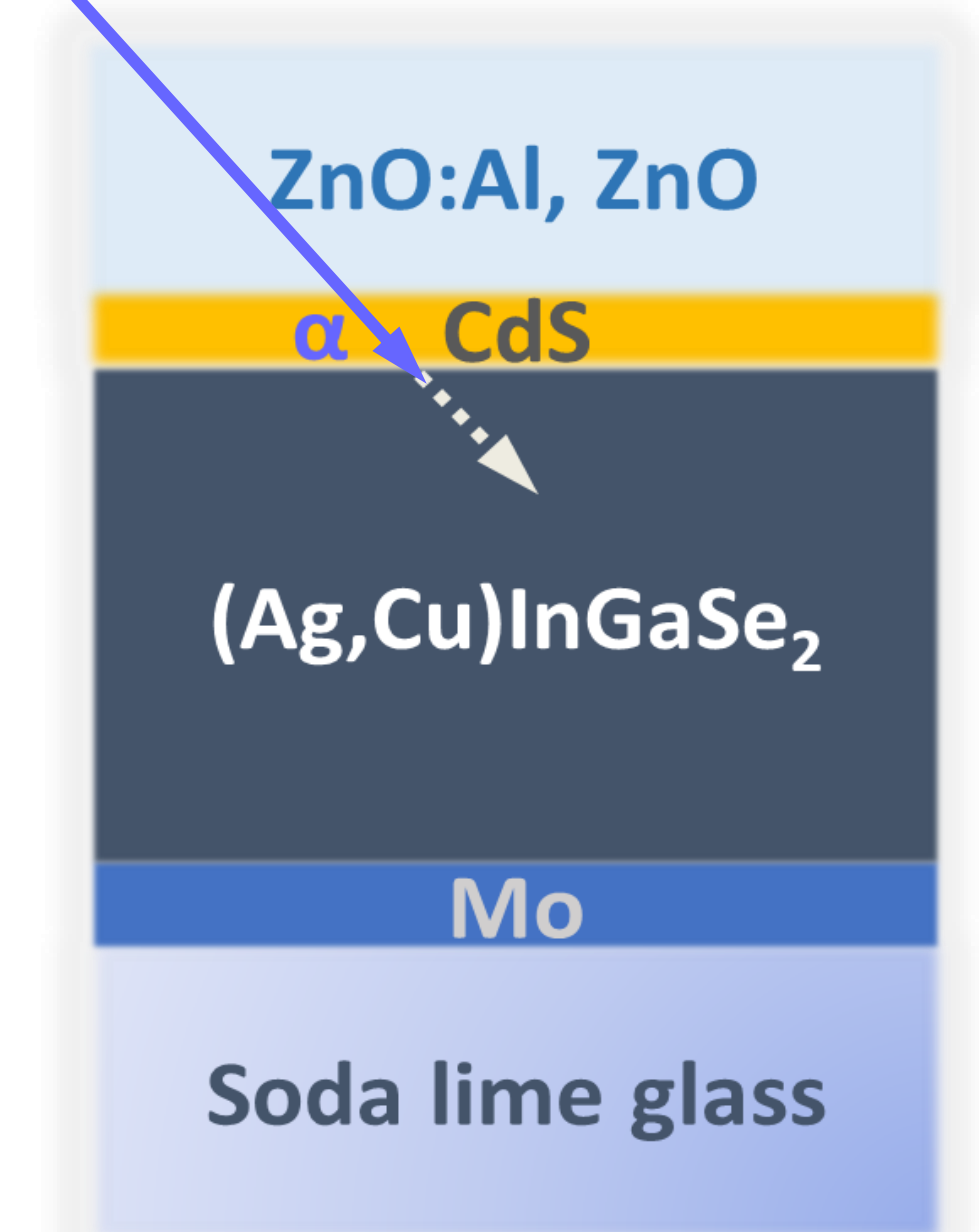 ZnO:Al, ZnO
α CdS
(Ag,Cu)InGaSe₂
Mo
Soda lime glass